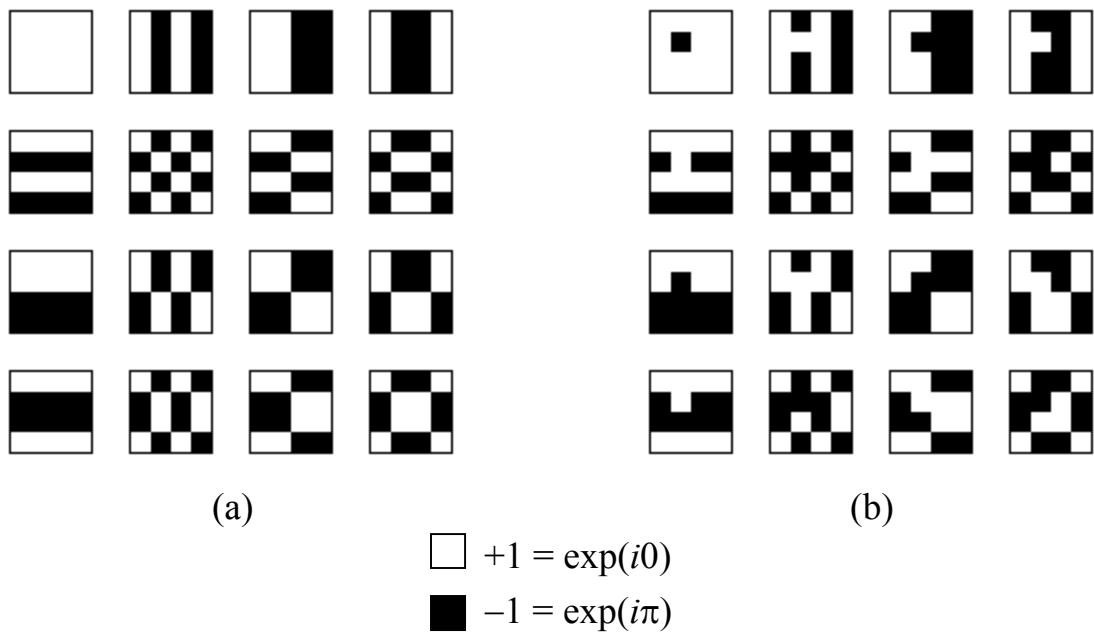 (a) (b)
+1 = exp(i0)
–1 = exp(iπ)